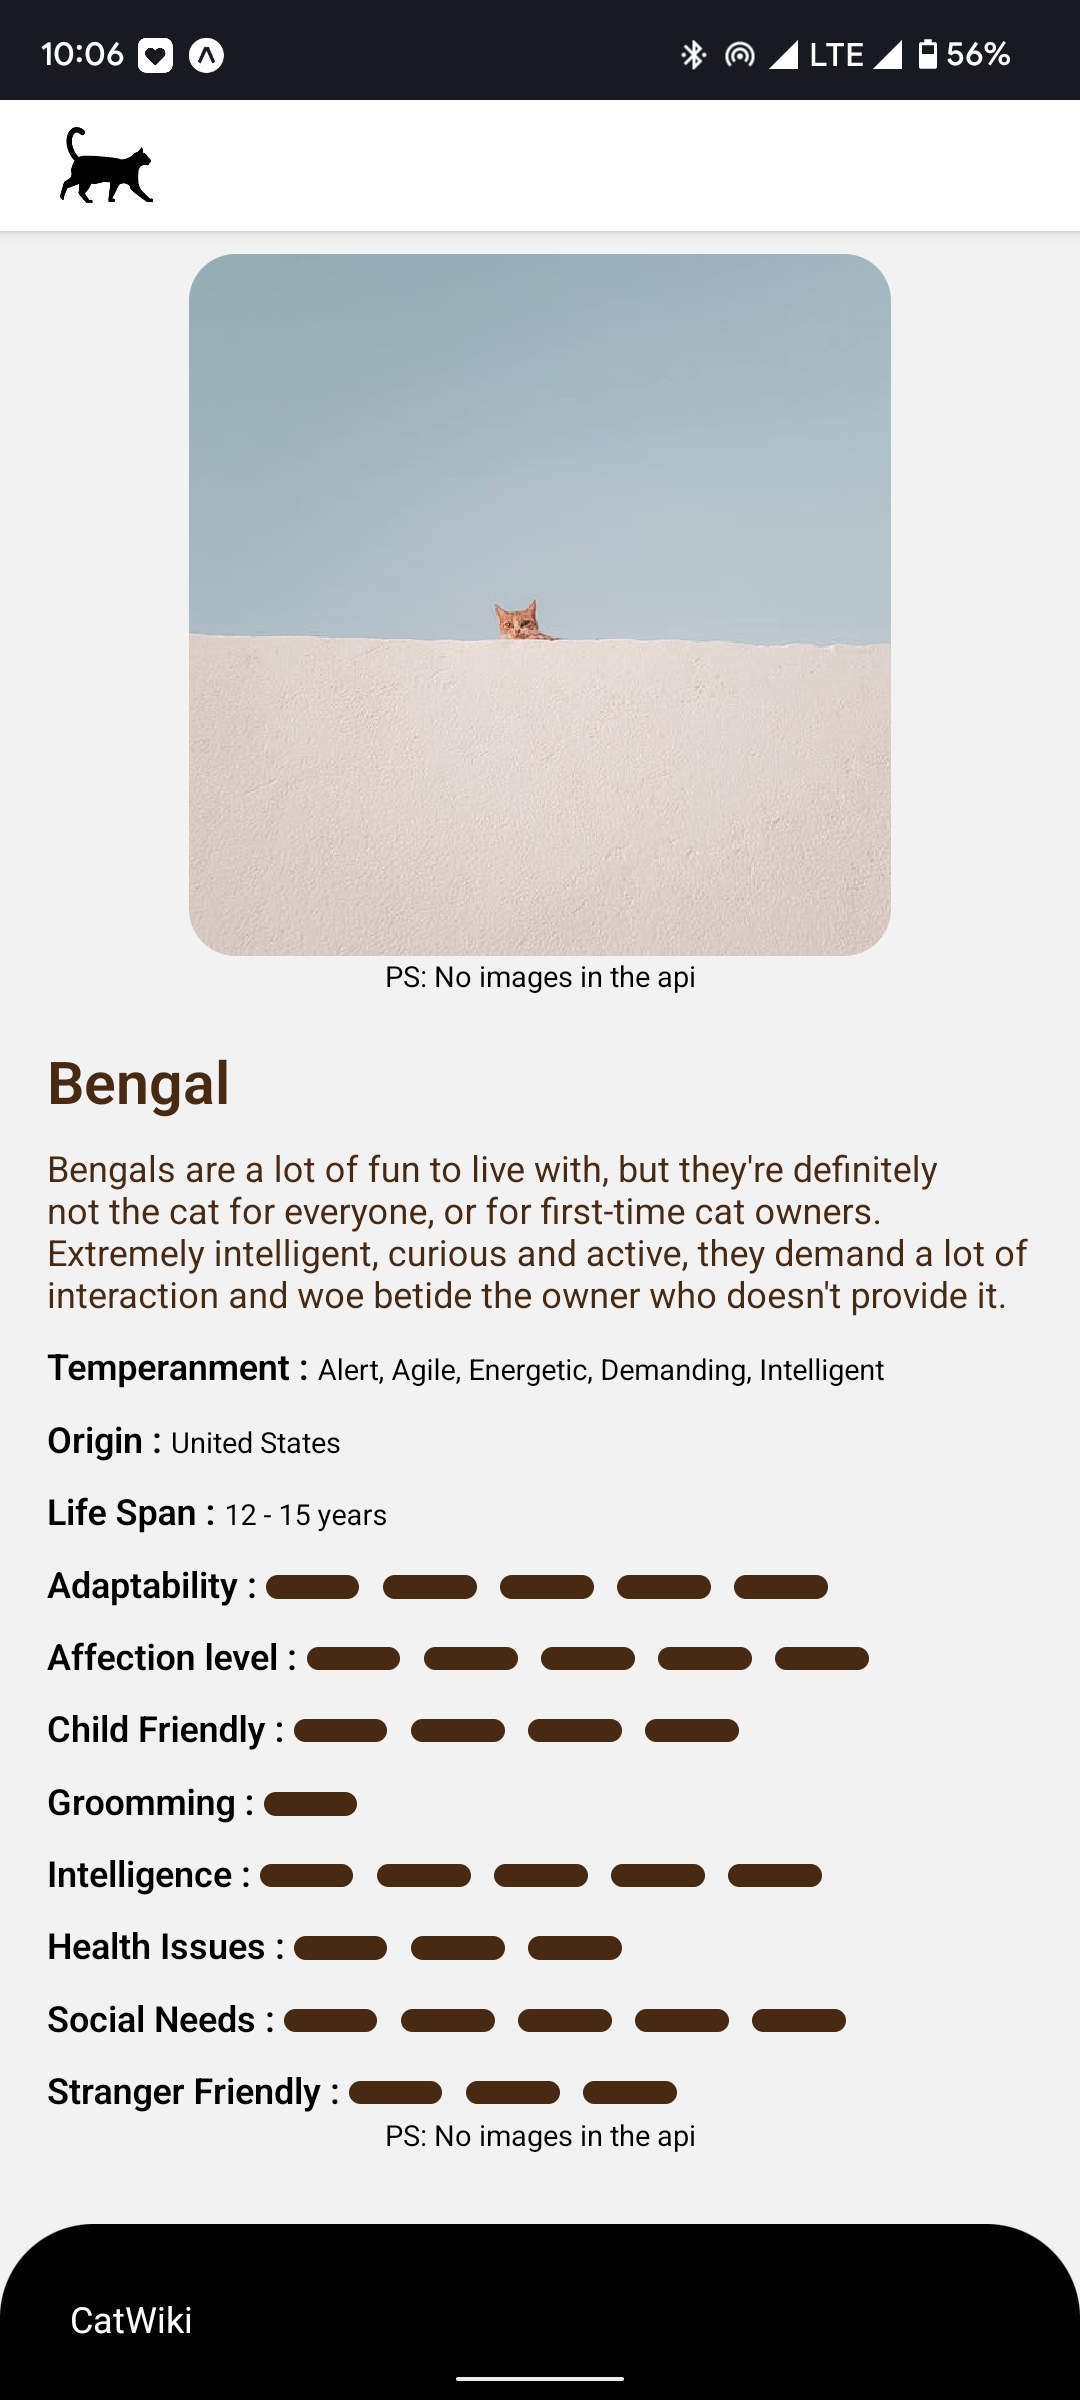 10:06 LTE 56%
PS: No images in the api
Bengal
Bengals are a lot of fun to live with, but they're definitely
not the cat for everyone, or for first-time cat owners.
Extremely intelligent, curious and active, they demand a lot of
interaction and woe betide the owner who doesn't provide it.
Temperanment : Alert, Agile, Energetic, Demanding, Intelligent
Origin : United States
Life Span : 12 - 15 years
Adaptability :
Affection level :
Child Friendly :
Groomming :
Intelligence :
Health Issues :
Social Needs :
Stranger Friendly :
PS: No images in the api
CatWiki